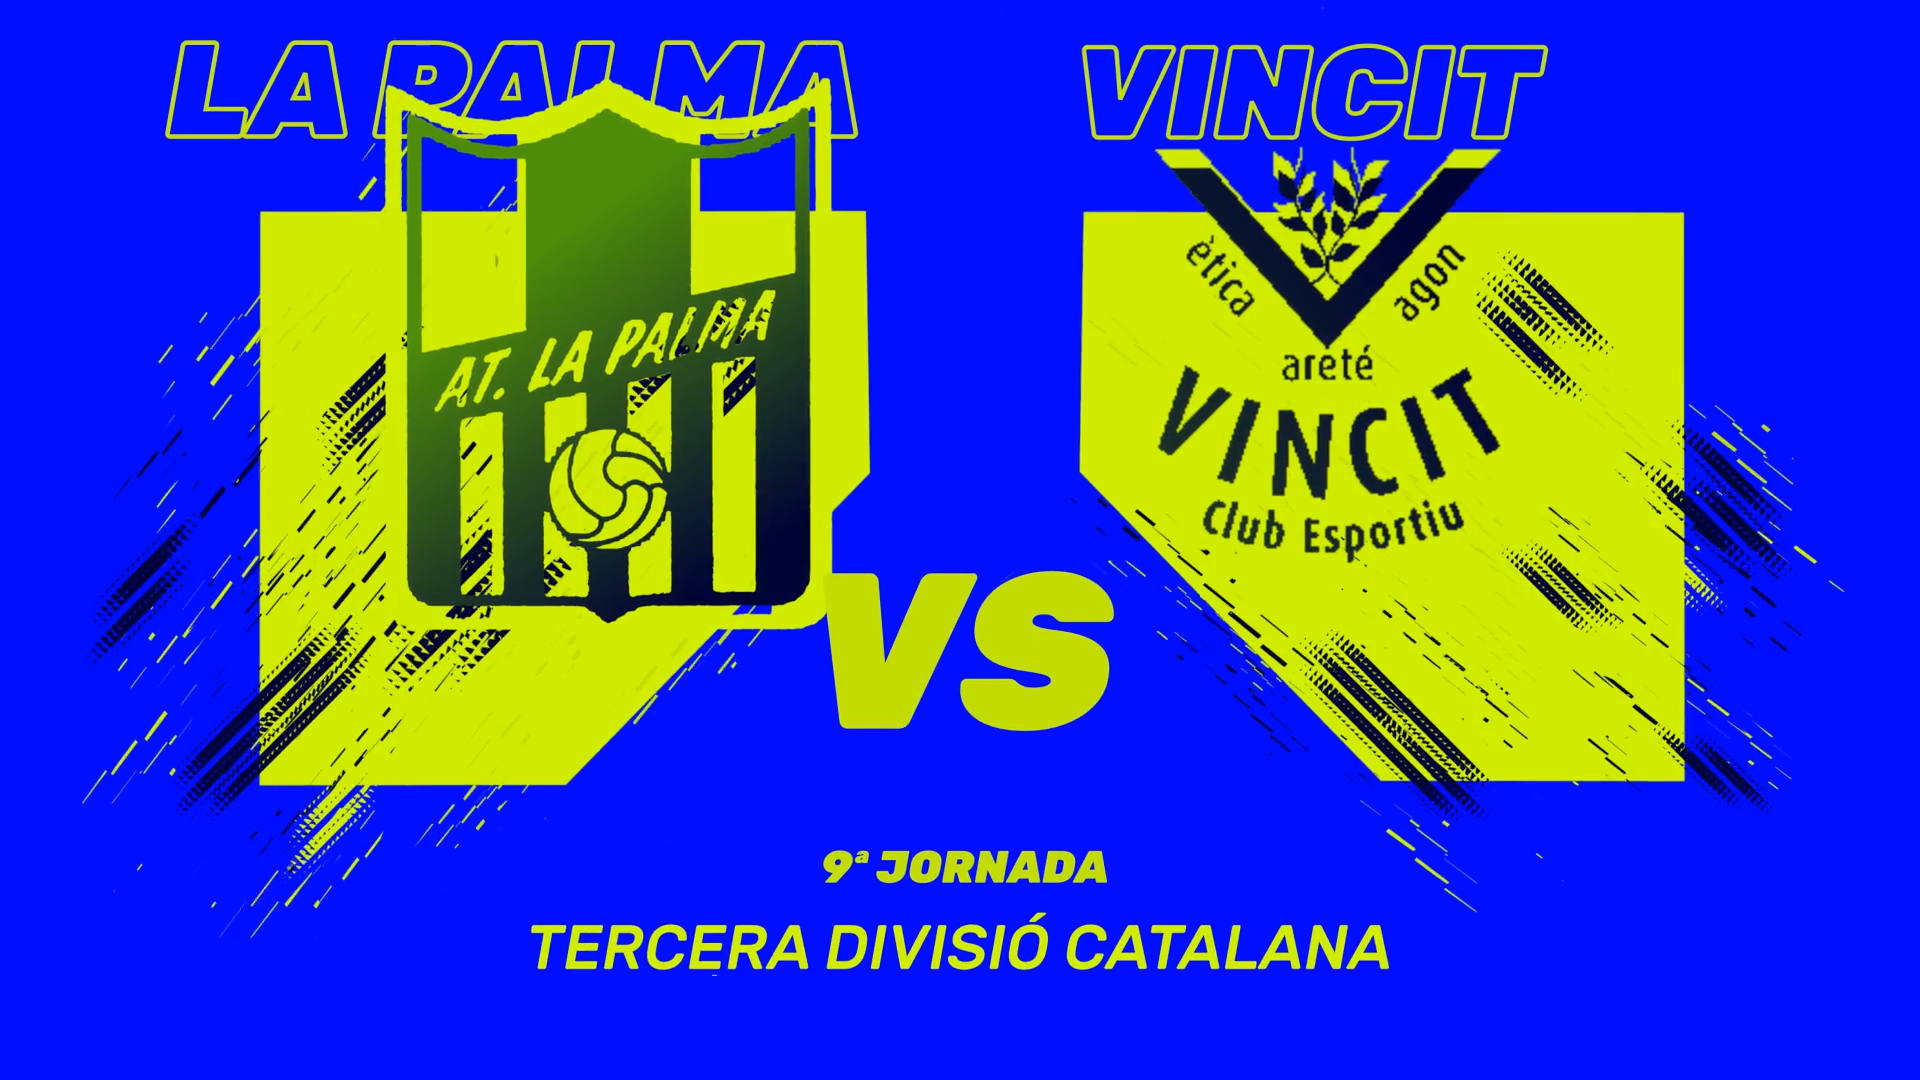 LA PALMA
VINCIT
AT. LA PALMA
ètica
agon
areté
VINCIT
Club Esportiu
VS
9ª JORNADA
TERCERA DIVISIÓ CATALANA